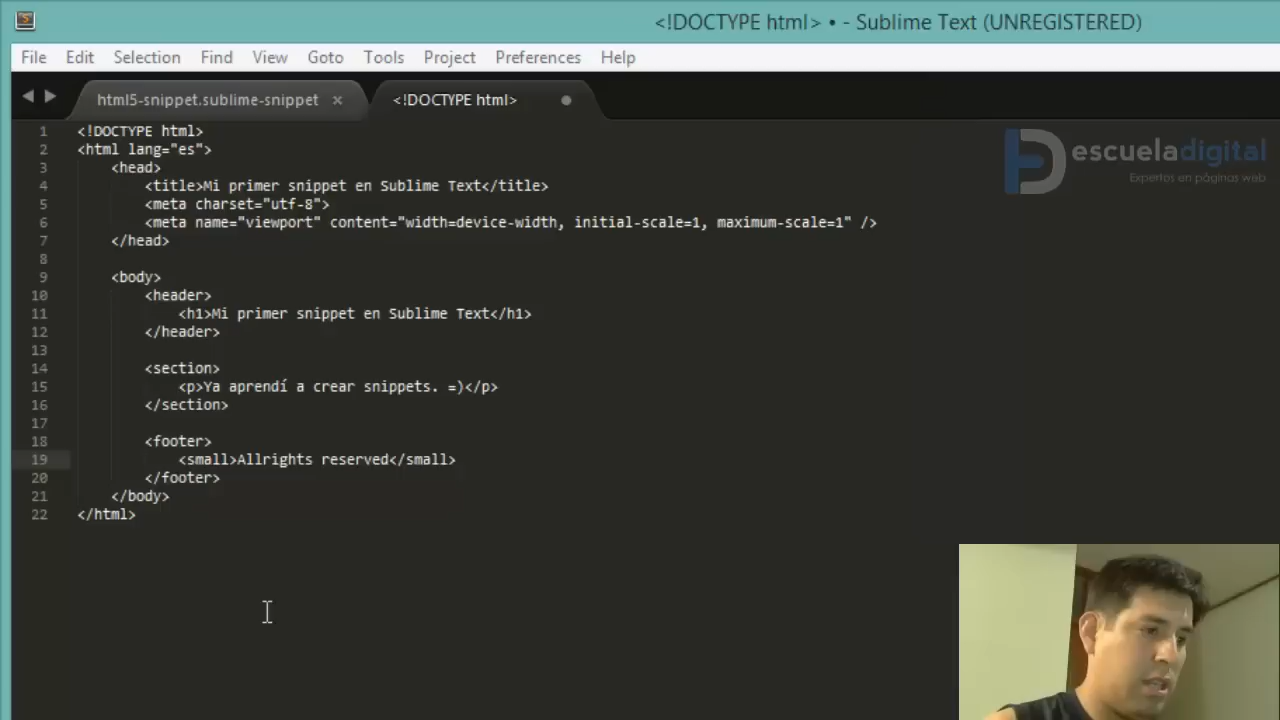 <!DOCTYPE html> • - Sublime Text (UNREGISTERED)
File Edit Selection Find View Goto Tools Project Preferences Help
html5-snippet.sublime-snippet × <!DOCTYPE html>
1 <!DOCTYPE html>
2 <html lang="es">
3 <head>
4 <title>Mi primer snippet en Sublime Text</title>
5 <meta charset="utf-8">
6 <meta name="viewport" content="width=device-width, initial-scale=1, maximum-scale=1" />
7 </head>
8
9 <body>
10 <header>
11 <h1>Mi primer snippet en Sublime Text</h1>
12 </header>
13
14 <section>
15 <p>Ya aprendí a crear snippets. =)</p>
16 </section>
17
18 <footer>
19 <small>Allrights reserved</small>
20 </footer>
21 </body>
22 </html>
escueladigital
Expertos en páginas web